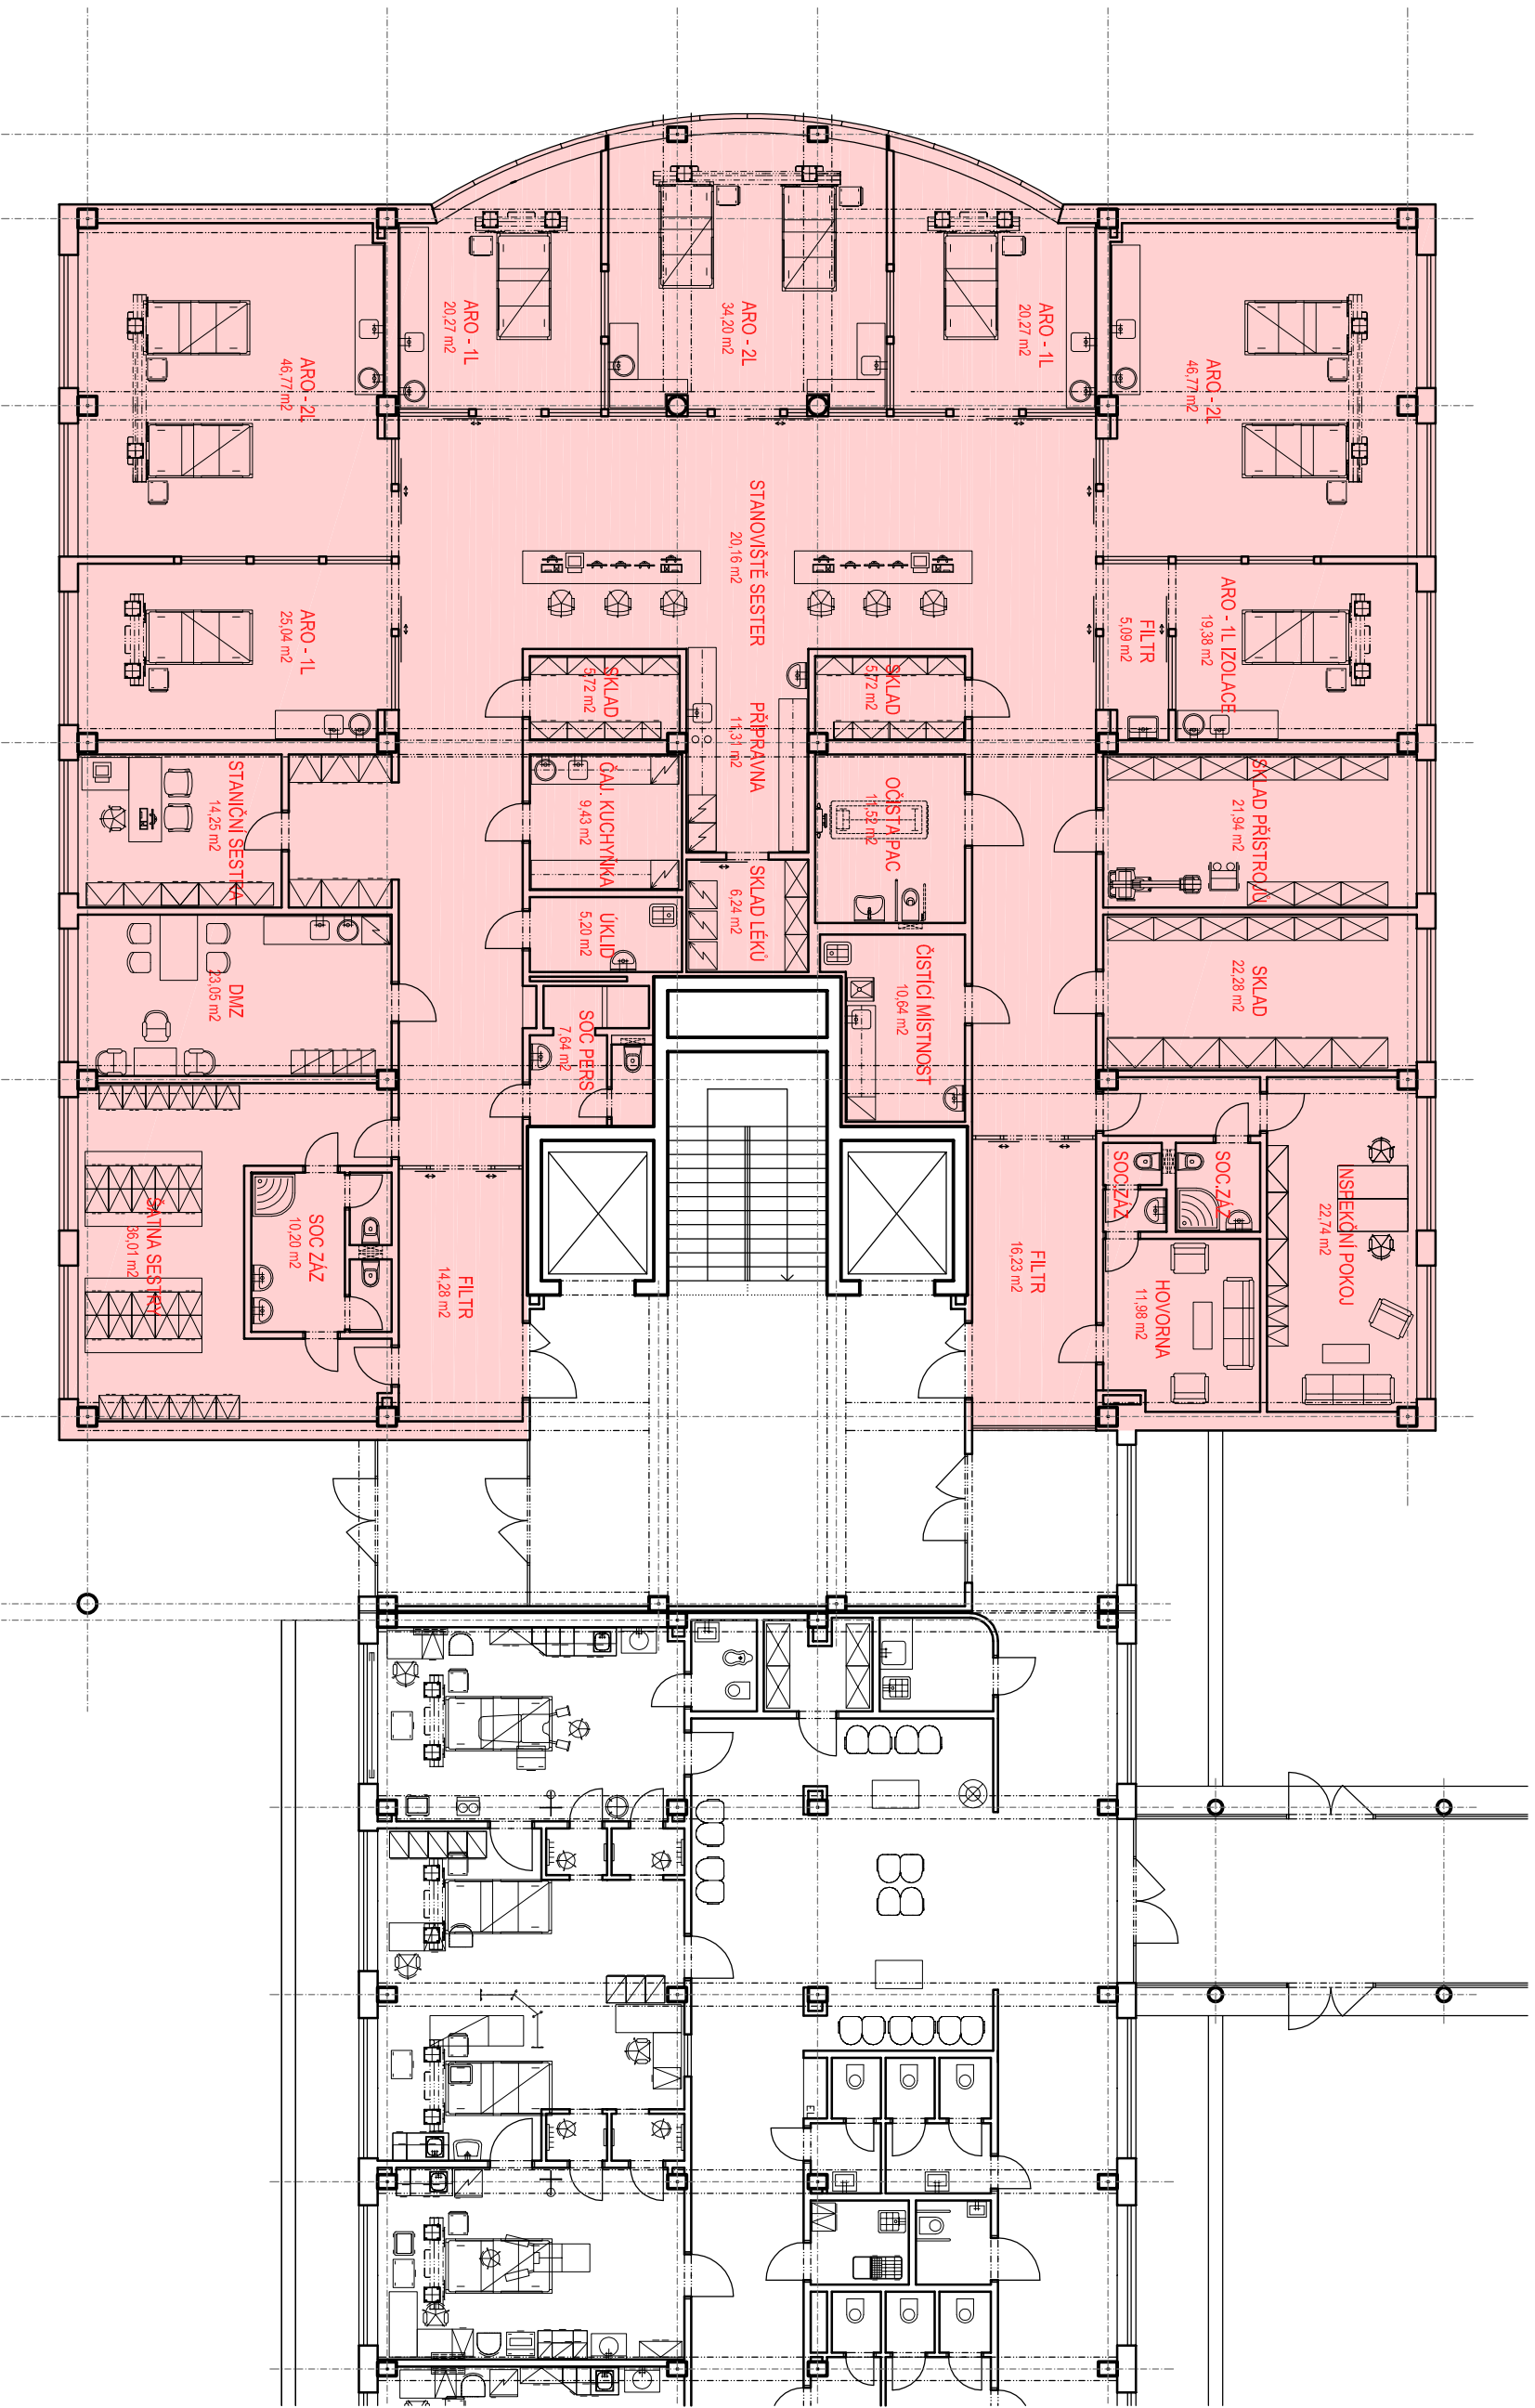 ARO - 1L
20,27 m2
ARO - 2L
34,20 m2
ARO - 1L
20,27 m2
ARO - 2L
46,77 m2
ARO - 2L
46,77 m2
STANOVIŠTĚ SESTER
20,16 m2
ARO - 1L
25,04 m2
FILTR
5,09 m2
ARO - 1L IZOLACE
19,38 m2
SKLAD
5,72 m2
PŘÍPRAVNA
11,31 m2
SKLAD
5,72 m2
STANIČNÍ SESTRA
14,25 m2
ČAJ. KUCHYŇKA
9,43 m2
OČISTA PAC
11,52 m2
SKLAD PŘÍSTROJŮ
21,94 m2
SKLAD LÉKŮ
6,24 m2
ÚKLID
5,20 m2
DMZ
23,05 m2
ČISTÍCÍ MÍSTNOST
10,64 m2
SKLAD
22,28 m2
SOC PERS
7,64 m2
SOC.ZÁZ
SOC.ZÁZ
INSPEKČNÍ POKOJ
22,74 m2
ŠATNA SESTRY
36,01 m2
SOC ZÁZ
10,20 m2
FILTR
14,28 m2
FILTR
16,23 m2
HOVORNA
11,98 m2